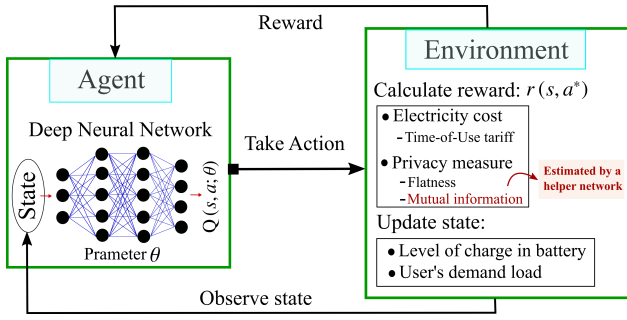 Reward
Agent
Deep Neural Network
State
Q(s,a;θ)
Prameter θ
Take Action
Observe state
Environment
Calculate reward: r(s,a*)
● Electricity cost
-Time-of-Use tariff
● Privacy measure
-Flatness
-Mutual information
Estimated by a
helper network
Update state:
● Level of charge in battery
● User's demand load